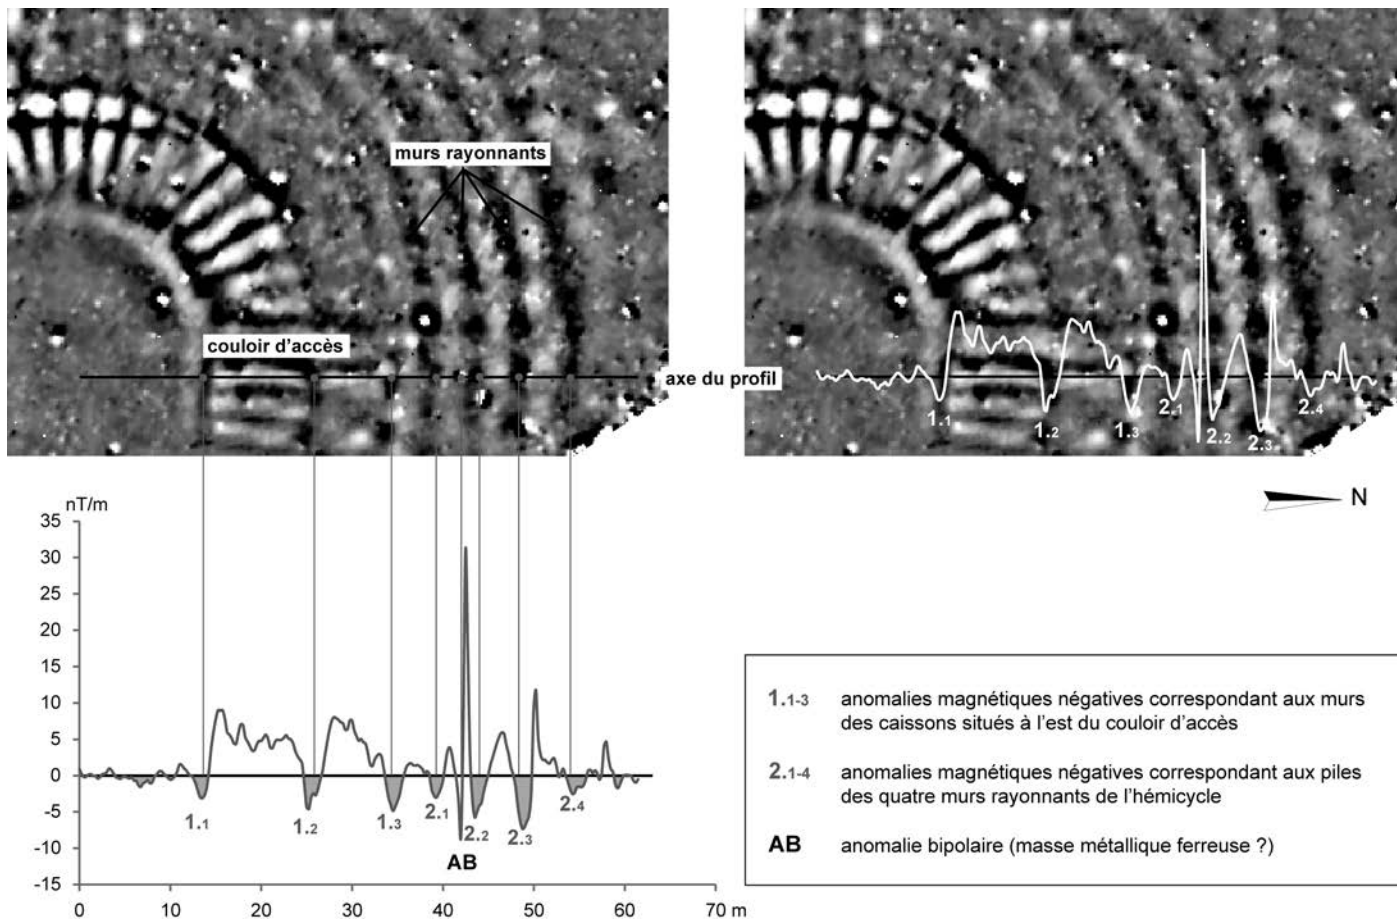 murs rayonnants
couloir d'accès
axe du profil
1.1
1.2
1.3
2.1
2.2
2.3
2.4
N
nT/m
35
30
25
20
15
10
5
0
-5
-10
-15
1.1
1.2
1.3
2.1
AB
2.2
2.3
2.4
0 10 20 30 40 50 60 70 m
1.1-3 anomalies magnétiques négatives correspondant aux murs
des caissons situés à l'est du couloir d'accès
2.1-4 anomalies magnétiques négatives correspondant aux piles
des quatre murs rayonnants de l'hémicycle
AB anomalie bipolaire (masse métallique ferreuse ?)